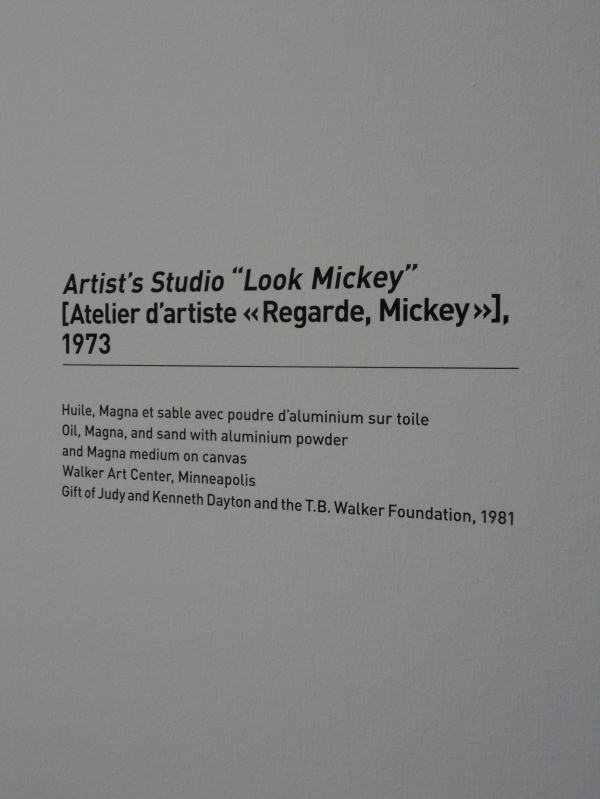 Artist's Studio “Look Mickey”
[Atelier d'artiste «Regarde, Mickey»],
1973
Huile, Magna et sable avec poudre d'aluminium sur toile
Oil, Magna, and sand with aluminium powder
and Magna medium on canvas
Walker Art Center, Minneapolis
Gift of Judy and Kenneth Dayton and the T.B. Walker Foundation, 1981